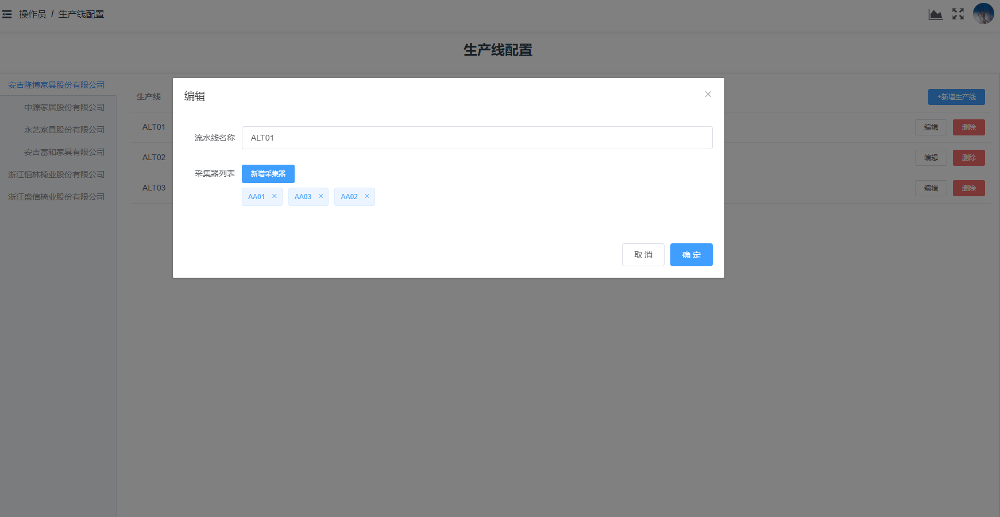 操作员 / 生产线配置
生产线配置
安吉隆博家具股份有限公司
中源家居股份有限公司
永艺家具股份有限公司
安吉富和家具有限公司
浙江恒林椅业股份有限公司
浙江盛信椅业股份有限公司
生产线
+新增生产线
ALT01
编辑
删除
ALT02
编辑
删除
ALT03
编辑
删除
编辑
流水线名称
ALT01
采集器列表
新增采集器
AA01
AA03
AA02
取 消
确 定